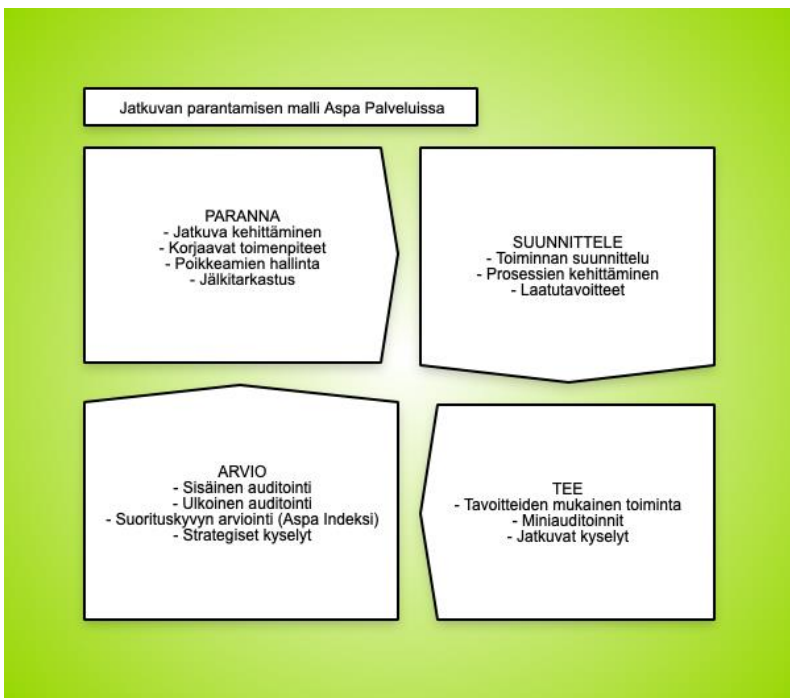 Jatkuvan parantamisen malli Aspa Palveluissa
PARANNA
- Jatkuva kehittäminen
- Korjaavat toimenpiteet
- Poikkeamien hallinta
- Jälkitarkastus
SUUNNITTELE
- Toiminnan suunnittelu
- Prosessien kehittäminen
- Laatutavoitteet
ARVIO
- Sisäinen auditointi
- Ulkoinen auditointi
- Suorituskyvyn arviointi (Aspa Indeksi)
- Strategiset kyselyt
TEE
- Tavoitteiden mukainen toiminta
- Miniauditoinnit
- Jatkuvat kyselyt